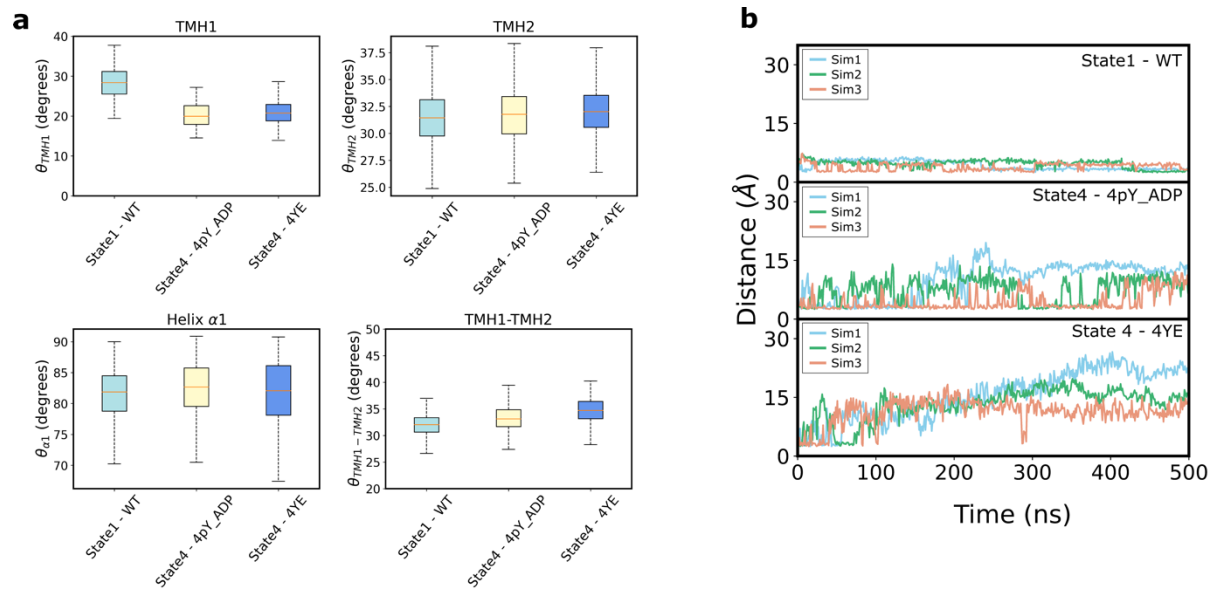 a
TMH1
θTMH1 (degrees)
40
30
20
10
0
State1 - WT
State4 - 4pY_ADP
State4 - 4YE
TMH2
θTMH2 (degrees)
37.5
35.0
32.5
30.0
27.5
25.0
State1 - WT
State4 - 4pY_ADP
State4 - 4YE
Helix α1
θα1 (degrees)
90
85
80
75
70
State1 - WT
State4 - 4pY_ADP
State4 - 4YE
TMH1-TMH2
θTMH1−TMH2 (degrees)
50
45
40
35
30
25
20
State1 - WT
State4 - 4pY_ADP
State4 - 4YE
b
Distance (Å)
State1 - WT
Sim1
Sim2
Sim3
30
15
0
State4 - 4pY_ADP
Sim1
Sim2
Sim3
30
15
0
State 4 - 4YE
Sim1
Sim2
Sim3
30
15
0
0 100 200 300 400 500
Time (ns)